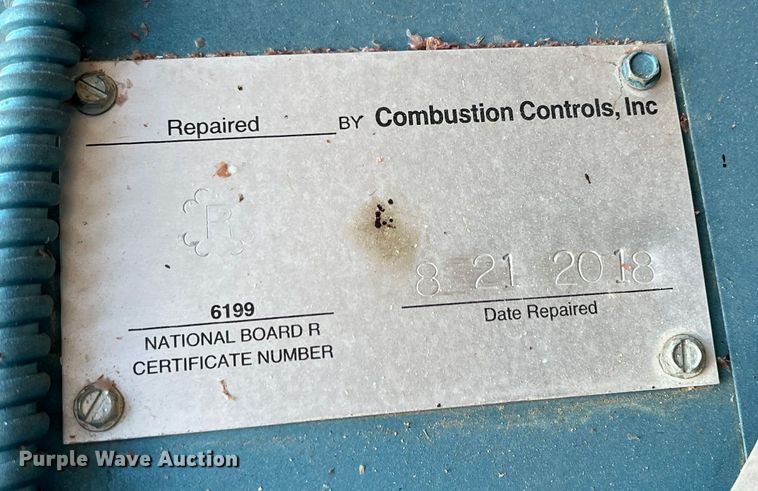 Repaired BY Combustion Controls, Inc
R
8 21 2018
6199
Date Repaired
NATIONAL BOARD R
CERTIFICATE NUMBER
Purple Wave Auction